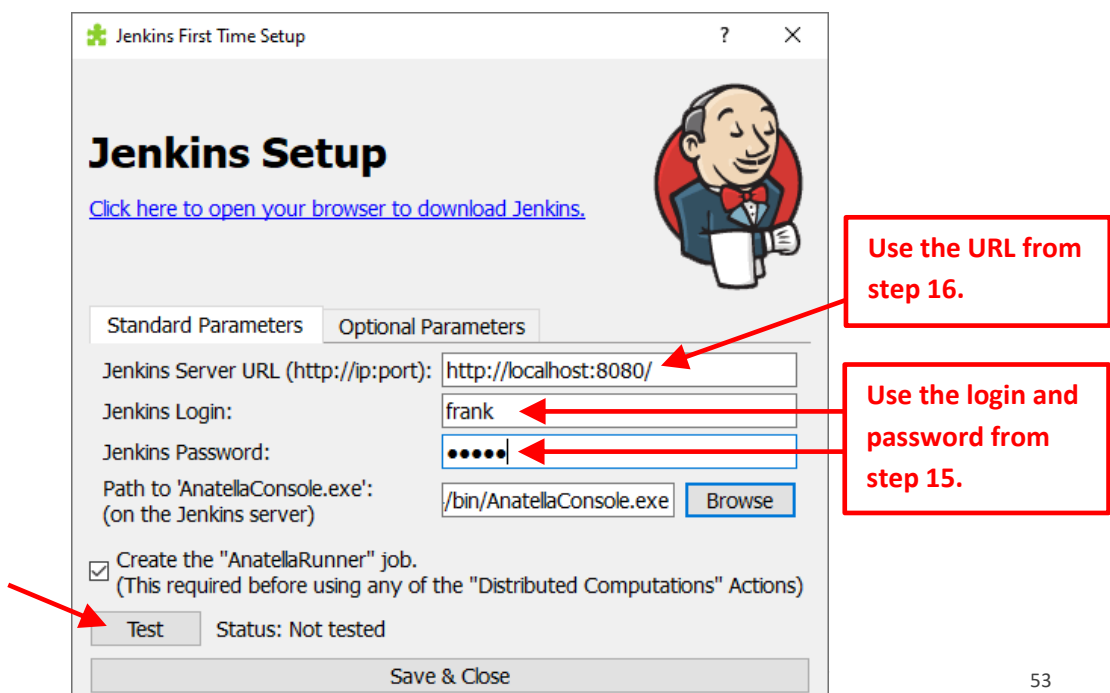 Jenkins First Time Setup
?
Jenkins Setup
Click here to open your browser to download Jenkins.
Use the URL from
step 16.
Standard Parameters
Optional Parameters
Jenkins Server URL (http://ip:port):
http://localhost:8080/
Jenkins Login:
frank
Use the login and
password from
step 15.
Jenkins Password:
●●●●●
Path to 'AnatellaConsole.exe':
(on the Jenkins server)
/bin/AnatellaConsole.exe
Browse
Create the "AnatellaRunner" job.
(This required before using any of the "Distributed Computations" Actions)
Test
Status: Not tested
Save & Close
53